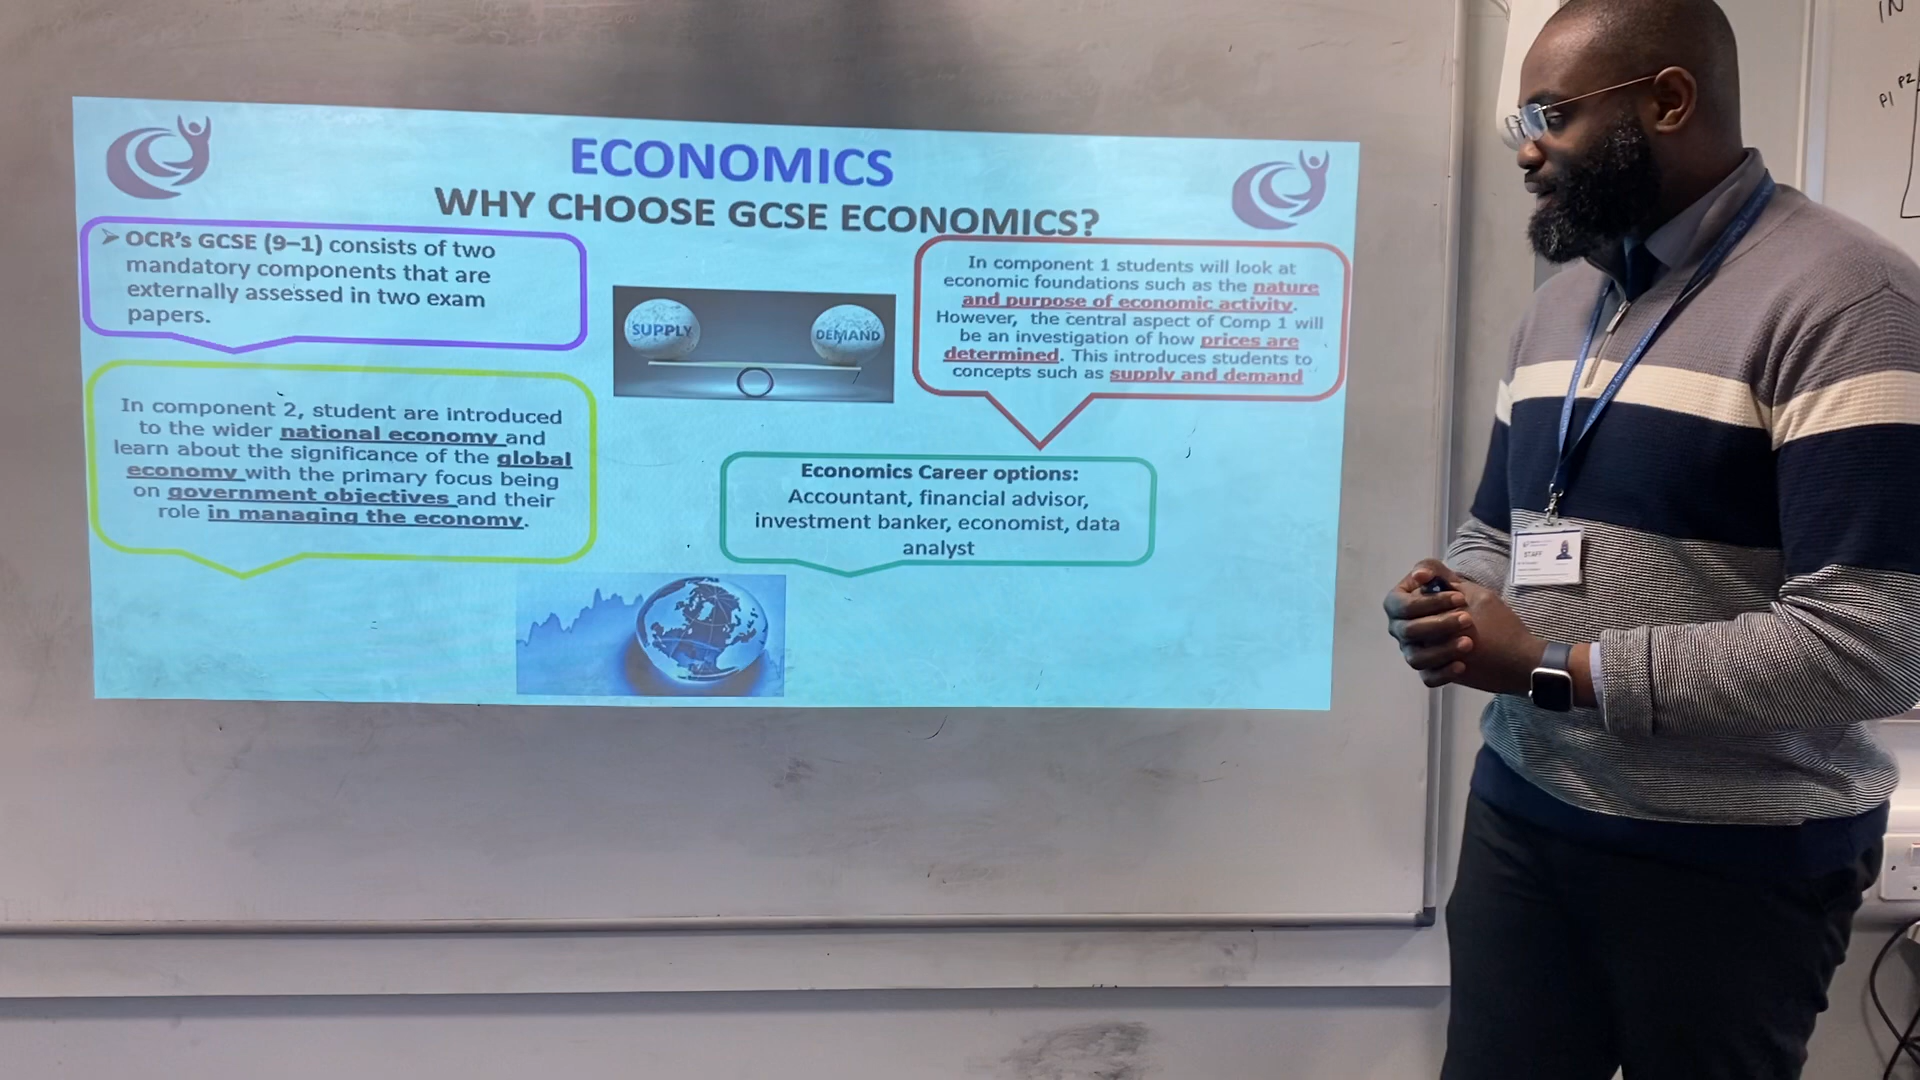 ECONOMICS
WHY CHOOSE GCSE ECONOMICS?
➢ OCR's GCSE (9–1) consists of two
mandatory components that are
externally assessed in two exam
papers.
SUPPLY
DEMAND
In component 1 students will look at
economic foundations such as the nature
and purpose of economic activity.
However, the central aspect of Comp 1 will
be an investigation of how prices are
determined. This introduces students to
concepts such as supply and demand
In component 2, student are introduced
to the wider national economy and
learn about the significance of the global
economy with the primary focus being
on government objectives and their
role in managing the economy.
Economics Career options:
Accountant, financial advisor,
investment banker, economist, data
analyst
STAFF
IN
P2
P1